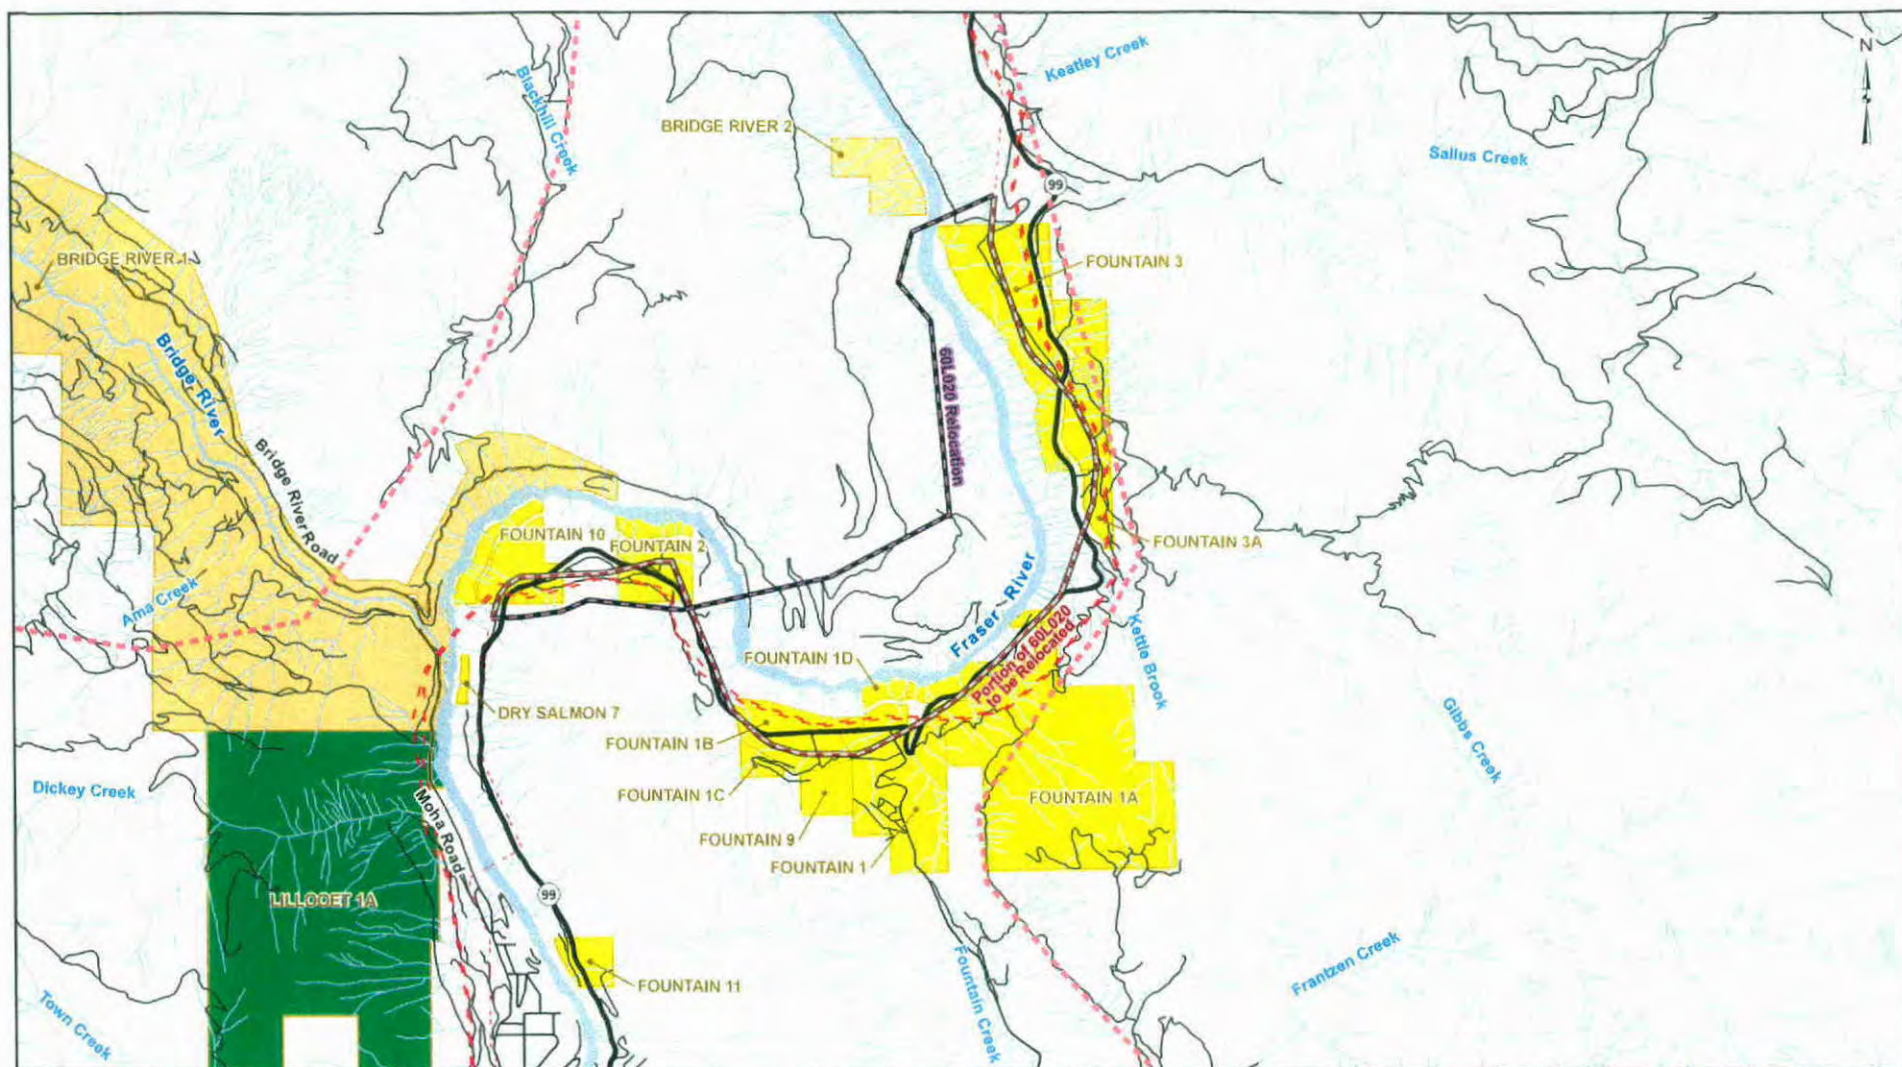 N
Keatley Creek
Blackhill Creek
BRIDGE RIVER 2
Sallus Creek
99
BRIDGE RIVER 1
FOUNTAIN 3
Bridge River
60L020 Relocation
Bridge River Road
FOUNTAIN 10
FOUNTAIN 2
FOUNTAIN 3A
Ama Creek
Fraser River
Portion of 60L020
to be Relocated
Kettle Brook
FOUNTAIN 1D
DRY SALMON 7
FOUNTAIN 1B
Gibbs Creek
Dickey Creek
FOUNTAIN 1C
FOUNTAIN 1A
Moha Road
FOUNTAIN 9
FOUNTAIN 1
LILLOOET 1A
99
Frantzen Creek
FOUNTAIN 11
Fountain Creek
Town Creek